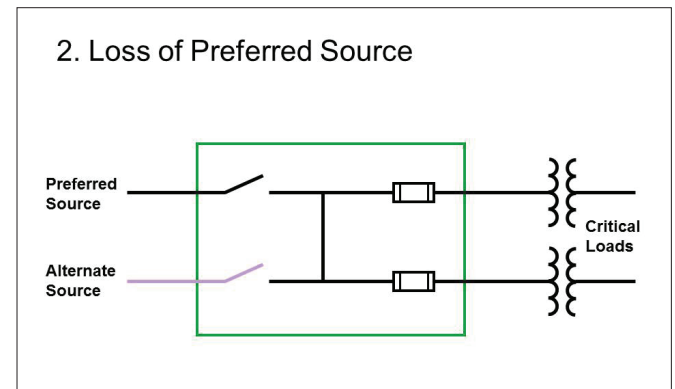 2. Loss of Preferred Source
Preferred
Source
Alternate
Source
Critical
Loads